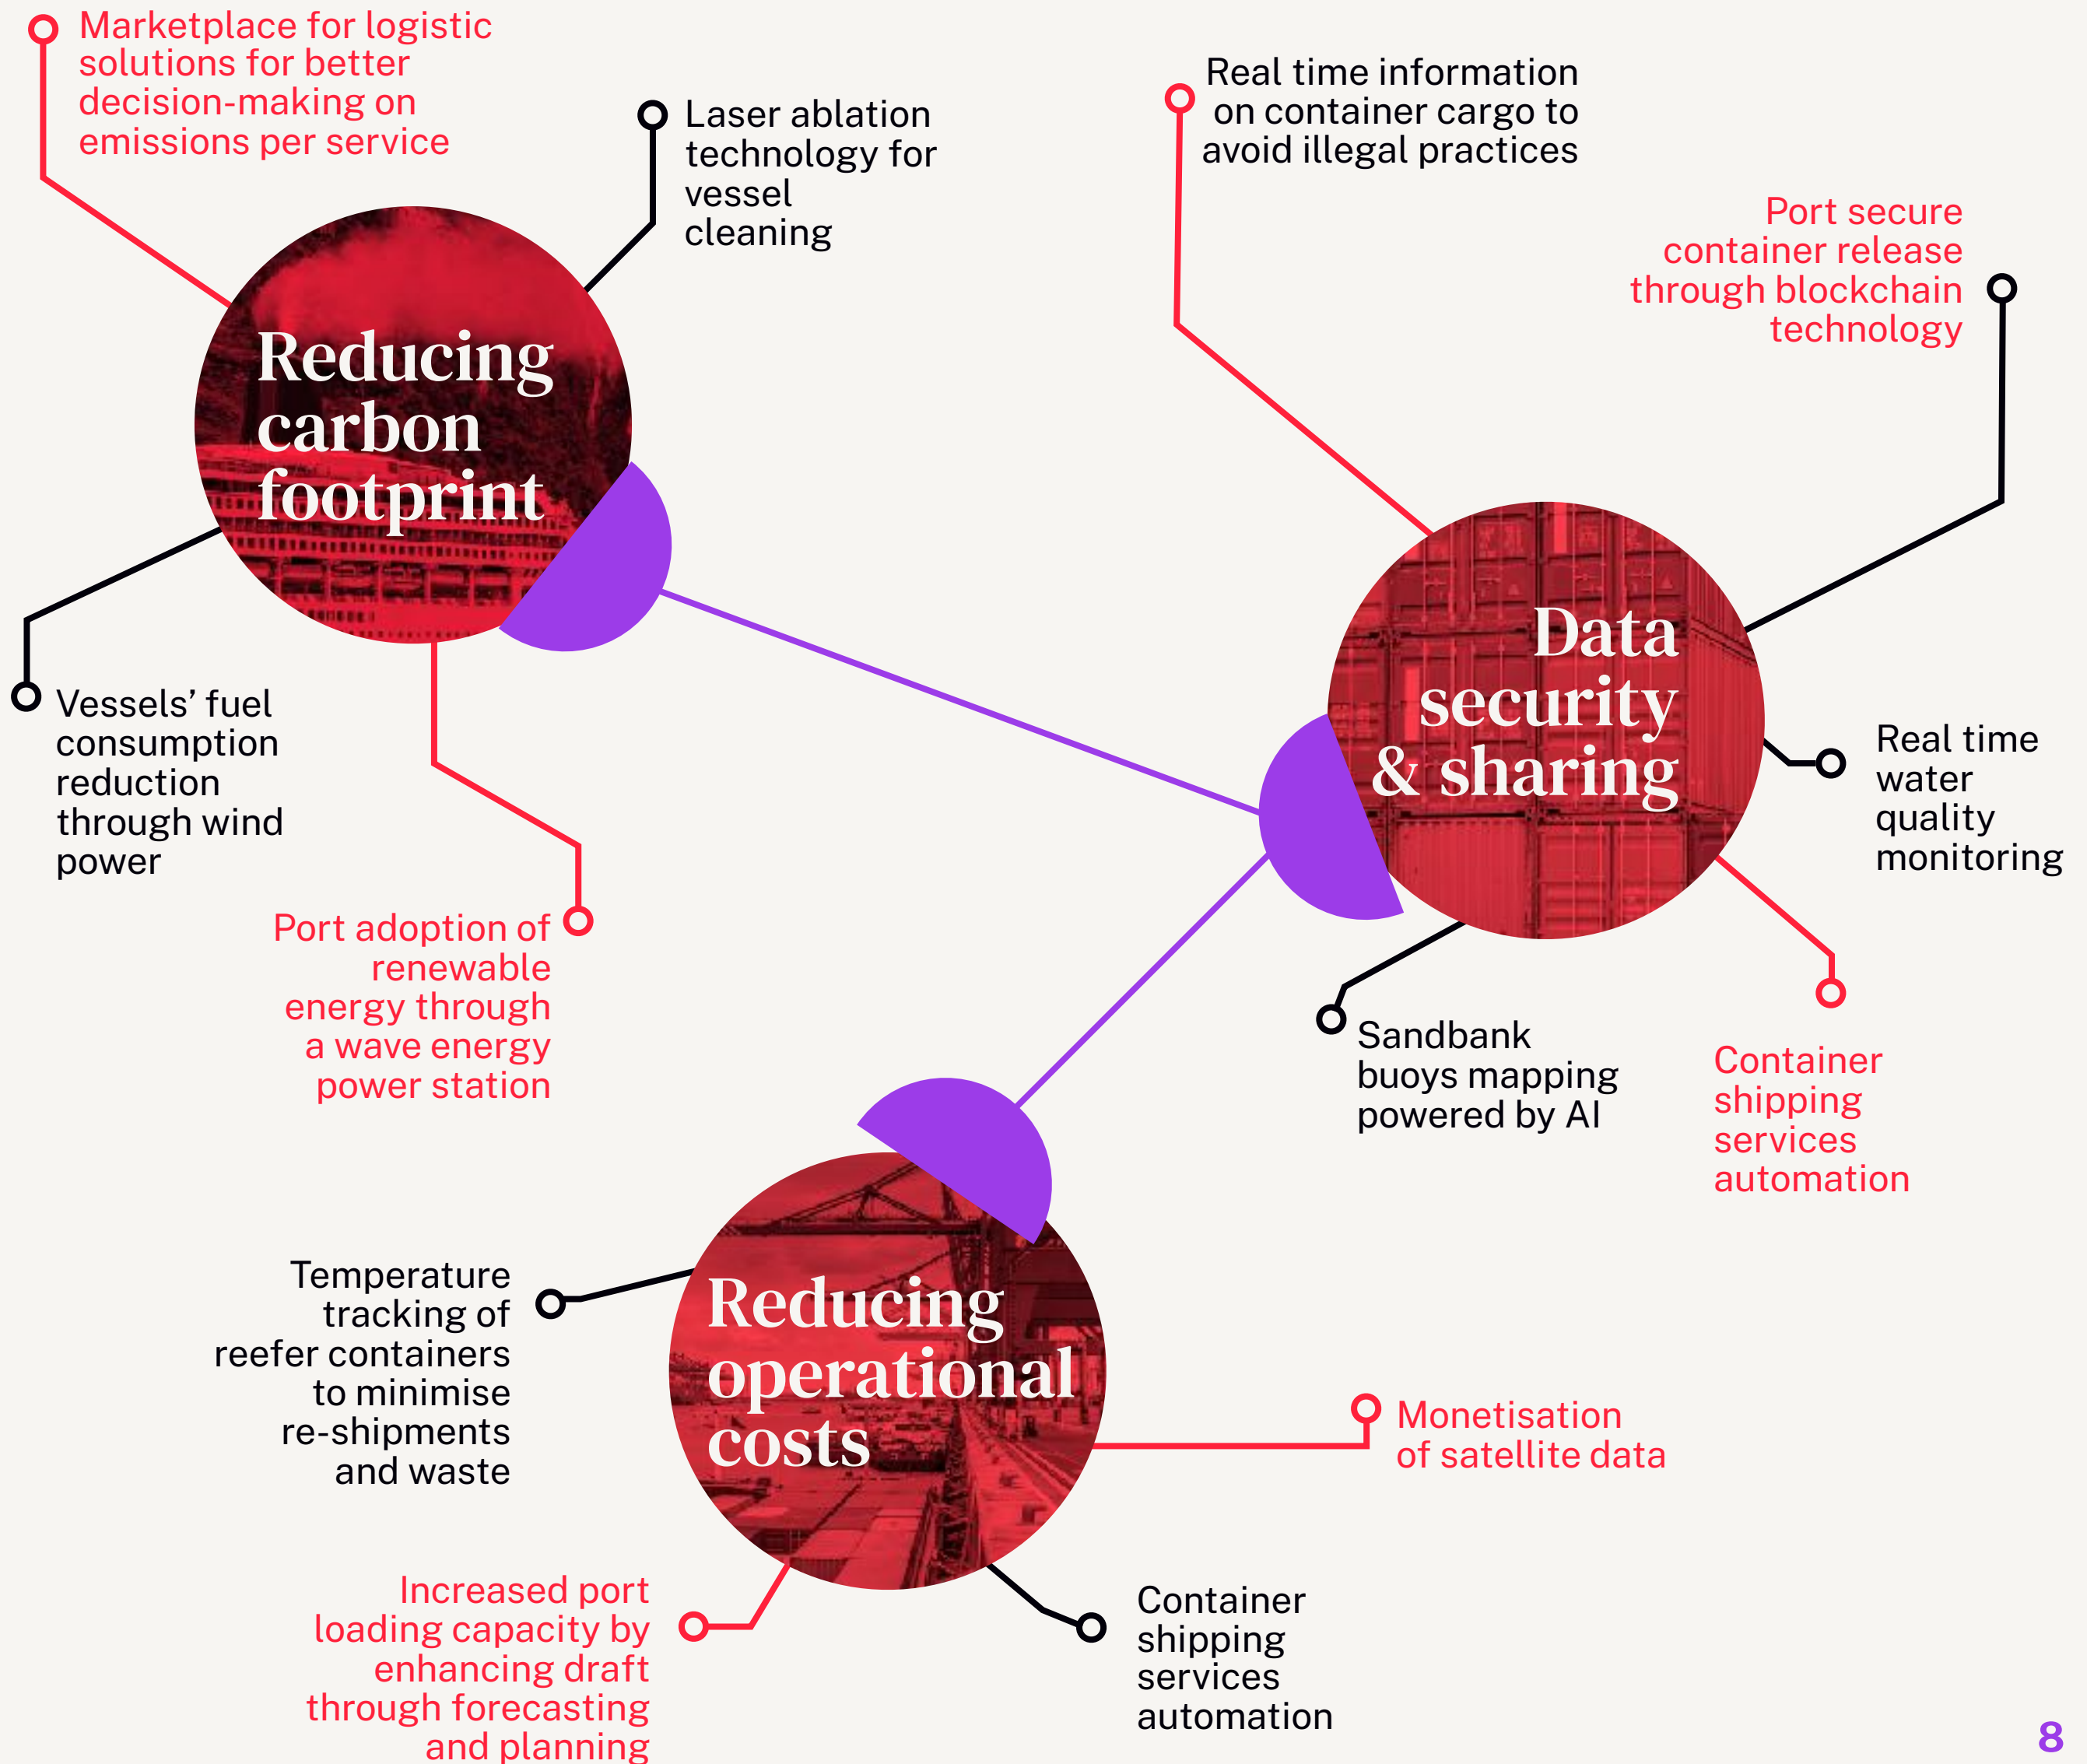 Marketplace for logistic
solutions for better
decision-making on
emissions per service
Laser ablation
technology for
vessel
cleaning
Reducing
carbon
footprint
Vessels’ fuel
consumption
reduction
through wind
power
Port adoption of
renewable
energy through
a wave energy
power station
Real time information
on container cargo to
avoid illegal practices
Port secure
container release
through blockchain
technology
Data
security
& sharing
Real time
water
quality
monitoring
Sandbank
buoys mapping
powered by AI
Container
shipping
services
automation
Temperature
tracking of
reefer containers
to minimise
re-shipments
and waste
Reducing
operational
costs
Monetisation
of satellite data
Increased port
loading capacity by
enhancing draft
through forecasting
and planning
Container
shipping
services
automation
8